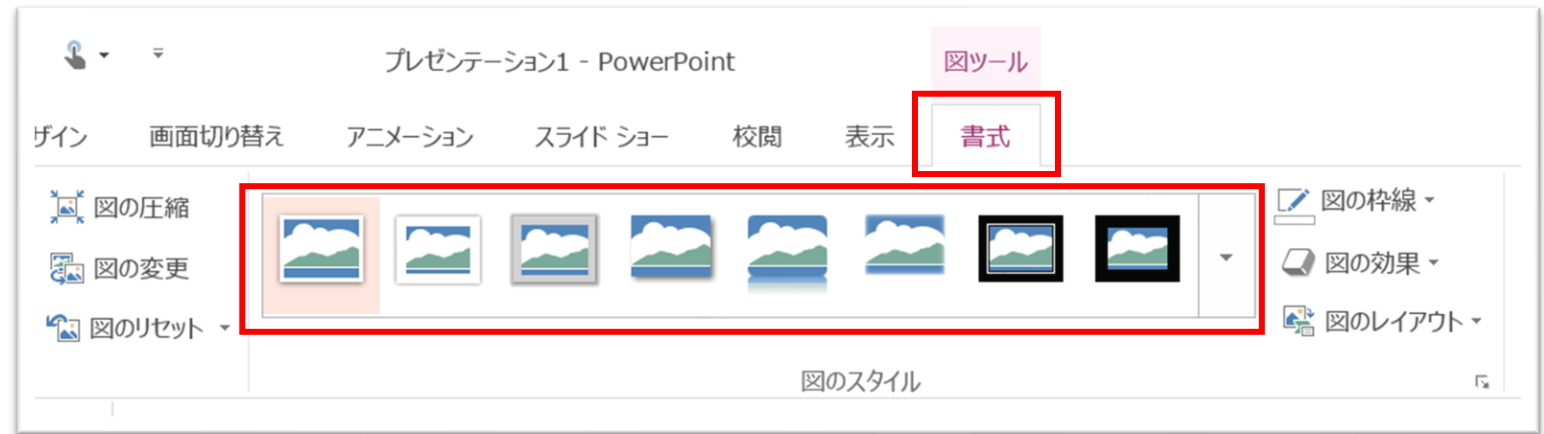 プレゼンテーション1 - PowerPoint
図ツール
ザイン 画面切り替え アニメーション スライド ショー 校閲 表示 書式
図の圧縮
図の変更
図のリセット
図の枠線
図の効果
図のレイアウト
図のスタイル